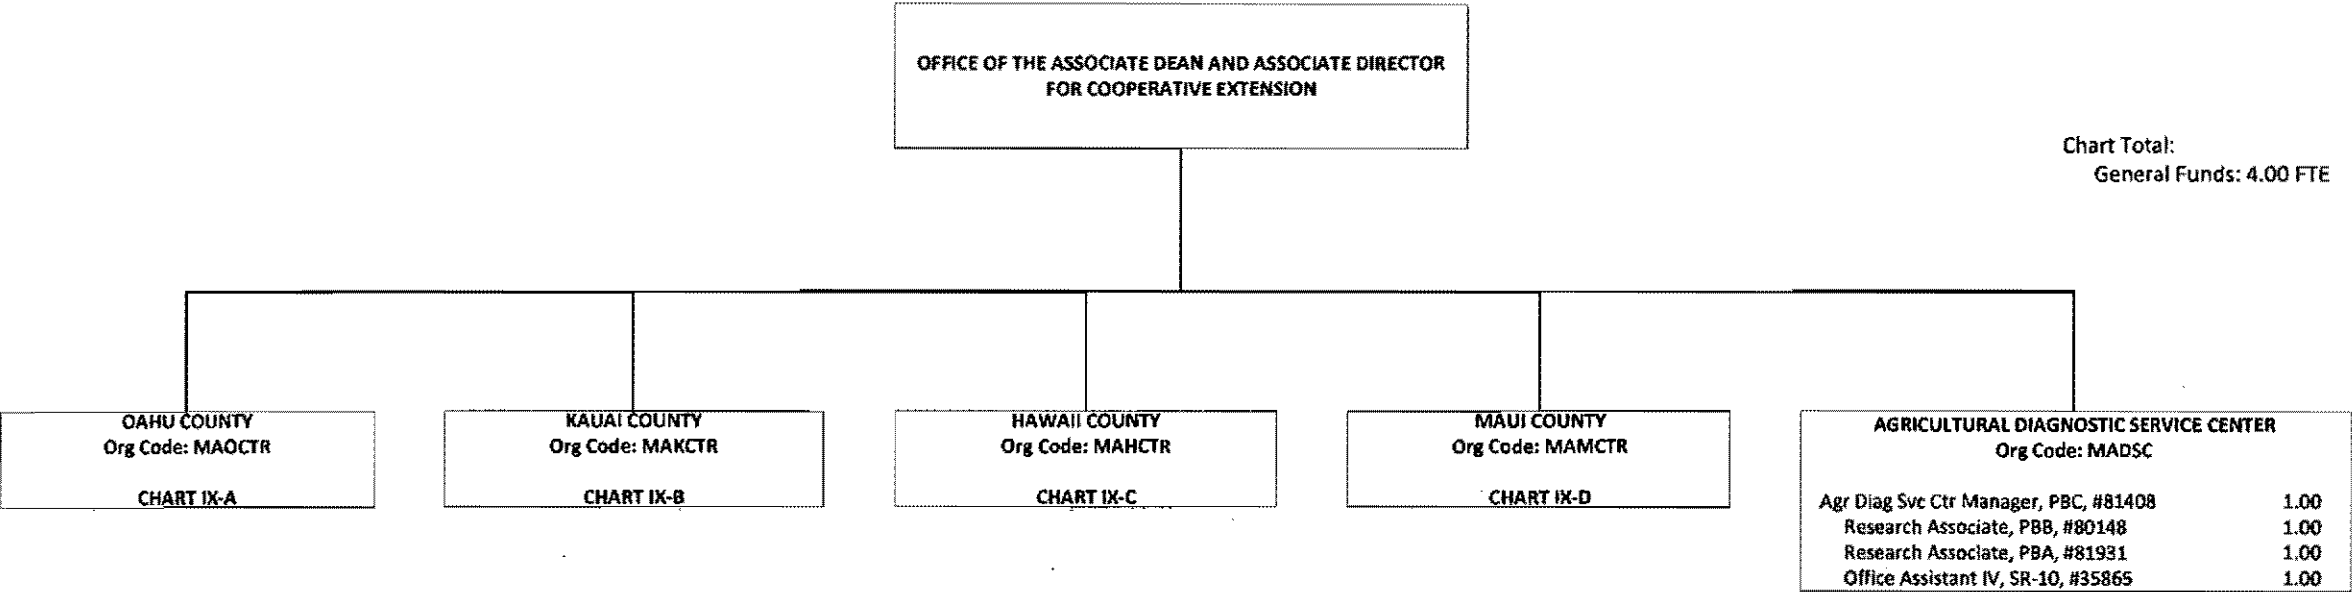 OFFICE OF THE ASSOCIATE DEAN AND ASSOCIATE DIRECTOR
FOR COOPERATIVE EXTENSION
Chart Total:
General Funds: 4.00 FTE
OAHU COUNTY
Org Code: MAOCTR
CHART IX-A
KAUAI COUNTY
Org Code: MAKCTR
CHART IX-B
HAWAII COUNTY
Org Code: MAHCTR
CHART IX-C
MAUI COUNTY
Org Code: MAMCTR
CHART IX-D
AGRICULTURAL DIAGNOSTIC SERVICE CENTER
Org Code: MADSC
Agr Diag Svc Ctr Manager, PBC, #81408 1.00
Research Associate, PBB, #80148 1.00
Research Associate, PBA, #81931 1.00
Office Assistant IV, SR-10, #35865 1.00